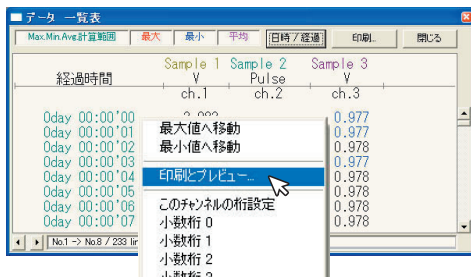 データ 一覧表
Max.Min.Ave計算範囲 最大 最小 平均 日時/経過 印刷.. 閉じる
Sample 1 Sample 2 Sample 3
経過時間 V Pulse V
ch.1 ch.2 ch.3
0day 00:00'00 0.977
0day 00:00'01 0.977
0day 00:00'02 0.978
0day 00:00'03 0.977
0day 00:00'04 0.978
0day 00:00'05 0.978
0day 00:00'06 0.978
0day 00:00'07 0.978
最大値へ移動
最小値へ移動
印刷とプレビュー...
このチャンネルの桁設定
小数桁 0
小数桁 1
小数桁 2
No.1 -> No.8 / 233 lin